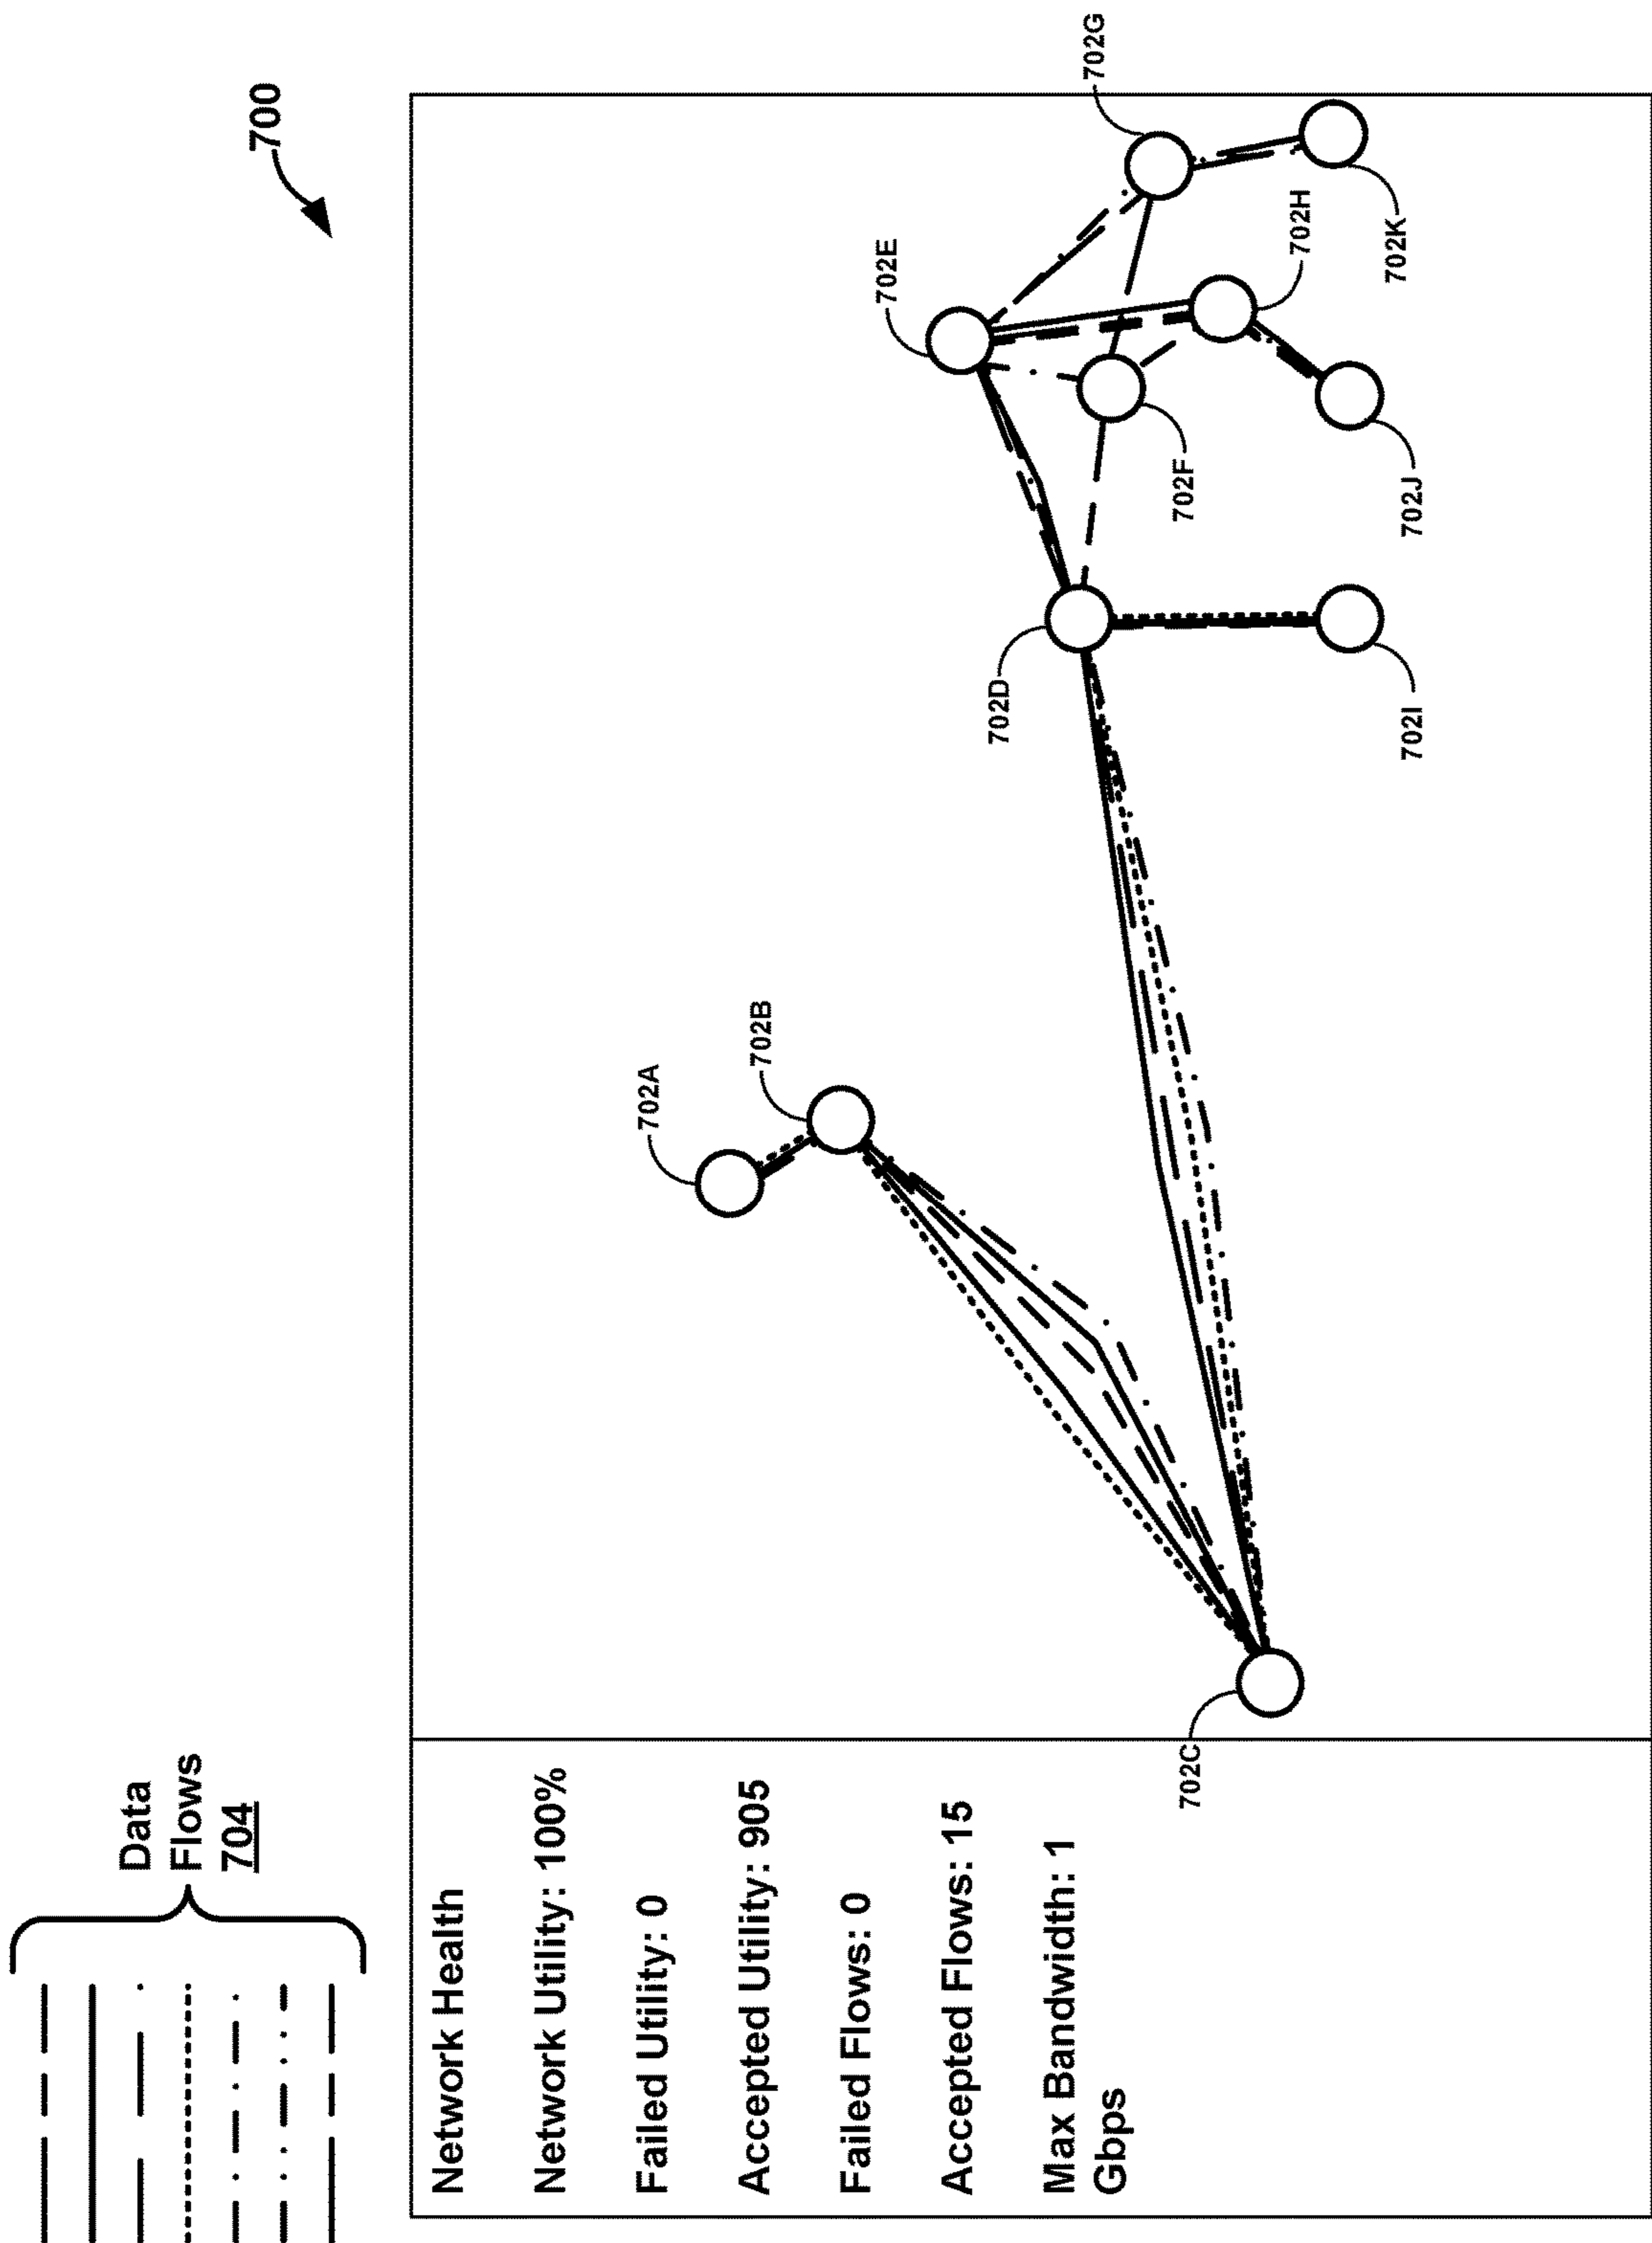 700
Data
Flows
704
Network Health
Network Utility: 100%
Failed Utility: 0
Accepted Utility: 905
Failed Flows: 0
Accepted Flows: 15
Max Bandwidth: 1
Gbps
702A
702B
702C
702D
702E
702F
702G
702H
702I
702J
702K